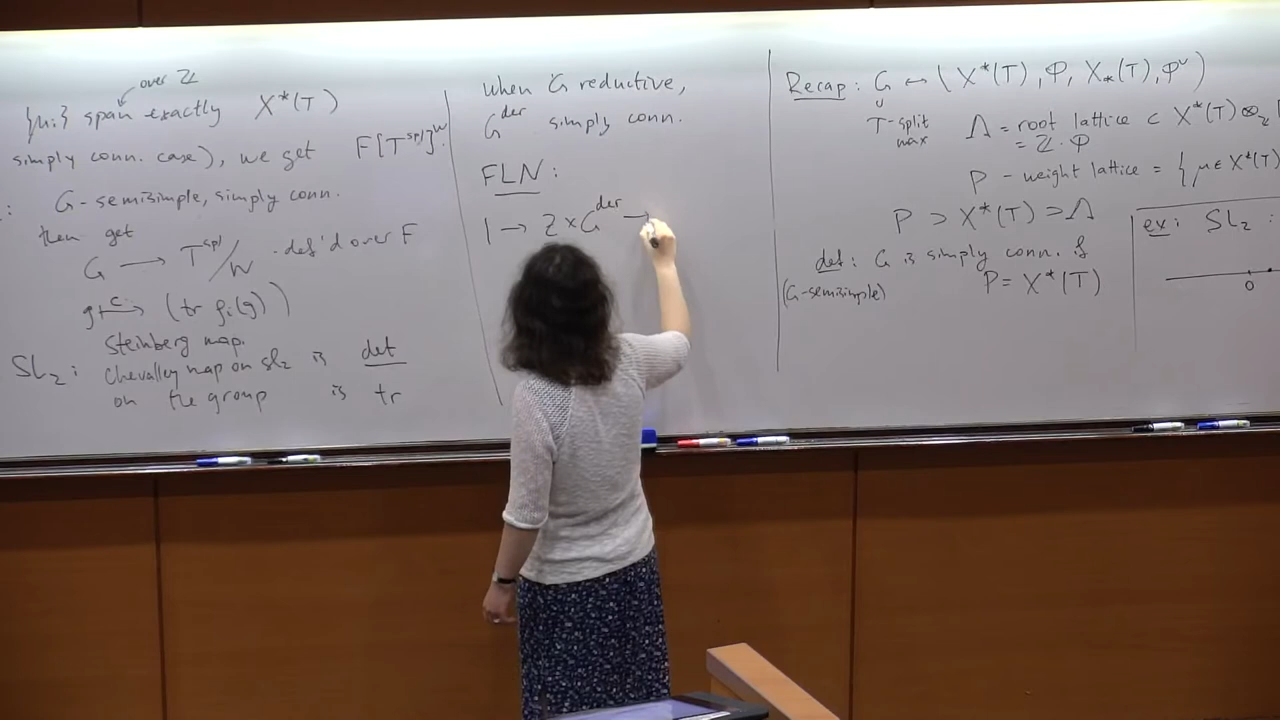 over ℤ
{μi} span exactly X*(T)
simply conn. case), we get F[T^spl]^W
: G-semisimple, simply conn.
then get
G ⟶ T^spl/W - def'd over F
g ↦^c (tr ρi(g))
Steinberg map.
SL₂: Chevalley map on sl₂ is det
on the group is tr
when G reductive,
G^der simply conn.
FLN:
1 → Z × G^der →
Recap: G ↔ (X*(T), Φ, X_*(T), Φ^∨)
∪
T-split
max
Λ = root lattice ⊂ X*(T) ⊗_ℤ
= ℤ·Φ
P - weight lattice = { μ ∈ X*(T)
P ⊃ X*(T) ⊃ Λ
def: G is simply conn. if
(G-semisimple) P = X*(T)
ex: SL₂:
0